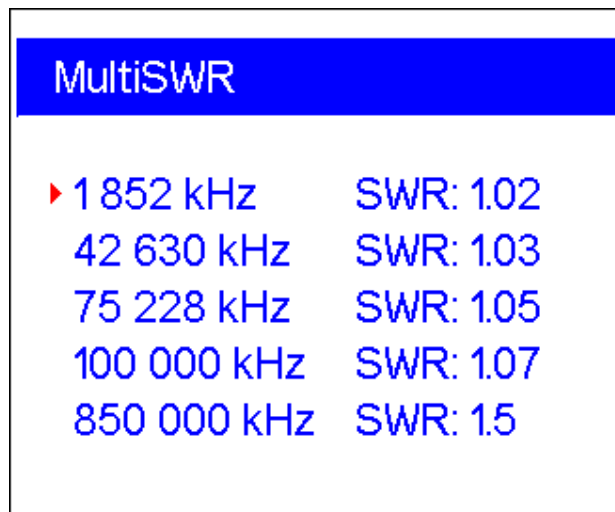 MultiSWR
1 852 kHz SWR: 1.02
42 630 kHz SWR: 1.03
75 228 kHz SWR: 1.05
100 000 kHz SWR: 1.07
850 000 kHz SWR: 1.5